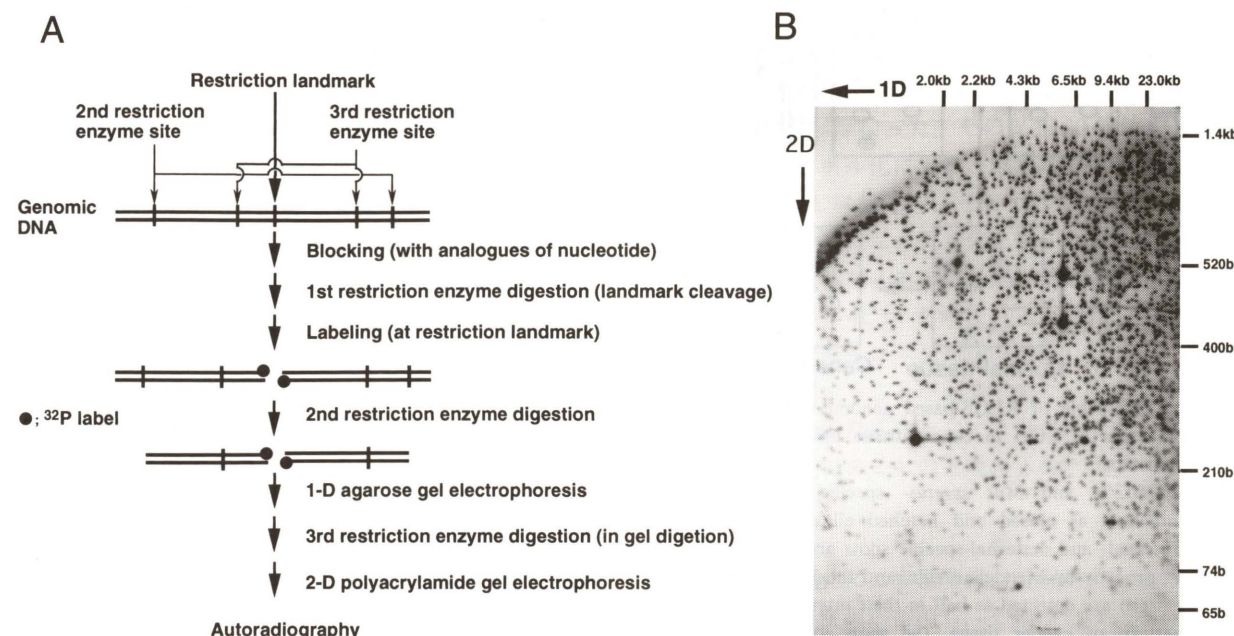 A
Restriction landmark
2nd restriction
enzyme site
3rd restriction
enzyme site
Genomic
DNA
Blocking (with analogues of nucleotide)
1st restriction enzyme digestion (landmark cleavage)
Labeling (at restriction landmark)
●; ³²P label
2nd restriction enzyme digestion
1-D agarose gel electrophoresis
3rd restriction enzyme digestion (in gel digetion)
2-D polyacrylamide gel electrophoresis
Autoradiography
B
1D 2.0kb 2.2kb 4.3kb 6.5kb 9.4kb 23.0kb
2D
1.4kb
520b
400b
210b
74b
65b